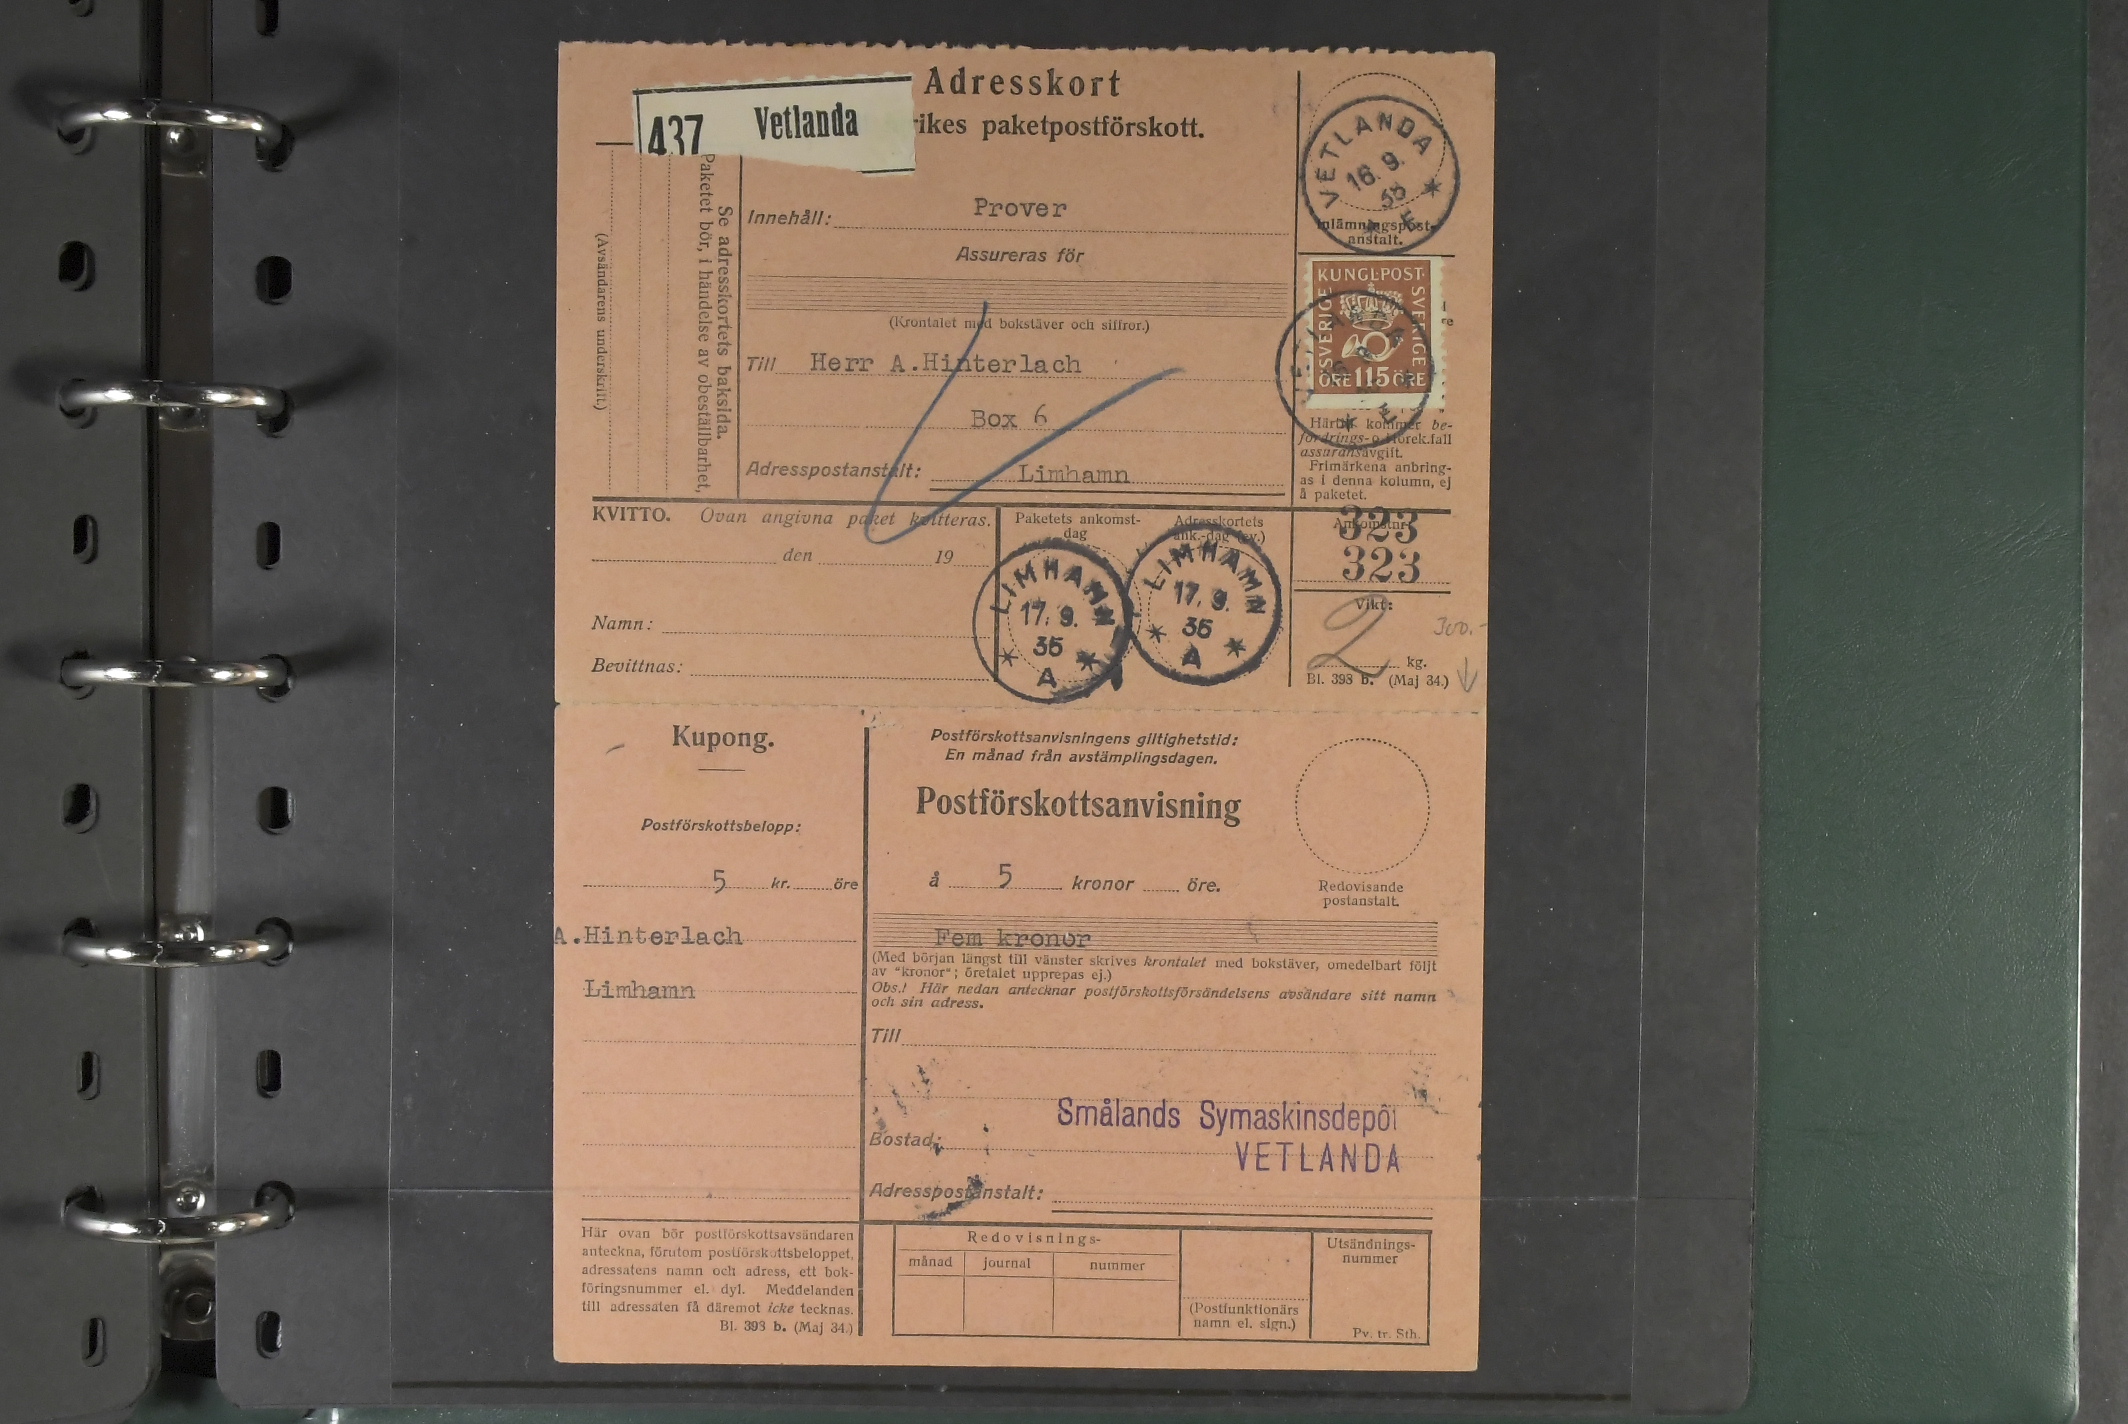 Adresskort
rikes paketpostförskott.
437 Vetlanda
Se adresskortets baksida.
Paketet bör, i händelse av obeställbarhet,
(Avsändarens underskrift.)
Innehåll: Prover
Assureras för
(Krontalet med bokstäver och siffror.)
Till Herr A.Hinterlach
Box 6
Adresspostanstalt: Limhamn
VETLANDA
16. 9.
35
E
Inlämningspost-
anstalt.
KUNGL·POST·
SVERIGE
SVERIGE
ÖRE 115 ÖRE
Härtill kommer be-
fordrings- o.
assuransavgift.
Frimärkena anbring-
as i denna kolumn, ej
å paketet.
KVITTO. Ovan angivna paket kvitteras.
den 19
Namn:
Bevittnas:
Paketets ankomst-
dag
Adresskortets
ank.-dag (ev.)
LIMHAMN
17. 9.
35
A
LIMHAMN
17. 9.
35
A
Ankomstnr
323
323
Vikt:
2 kg.
300.-
Bl. 393 b. (Maj 34.)
Kupong.
Postförskottsbelopp:
5 kr. öre
A.Hinterlach
Limhamn
Här ovan bör postförskottsavsändaren
anteckna, förutom postförskottsbeloppet,
adressatens namn och adress, ett bok-
föringsnummer el. dyl. Meddelanden
till adressaten få däremot icke tecknas.
Bl. 393 b. (Maj 34.)
Postförskottsanvisningens giltighetstid:
En månad från avstämplingsdagen.
Postförskottsanvisning
å 5 kronor öre.
Redovisande
postanstalt.
Fem kronor
(Med början längst till vänster skrives krontalet med bokstäver, omedelbart följt
av "kronor"; öretalet upprepas ej.)
Obs.! Här nedan antecknar postförskottsförsändelsens avsändare sitt namn
och sin adress.
Till
Smålands Symaskinsdepôt
Bostad:
VETLANDA
Adresspostanstalt:
Redovisnings-
månad journal nummer
(Postfunktionärs
namn el. sign.)
Utsändnings-
nummer
Pv. tr. Sth.